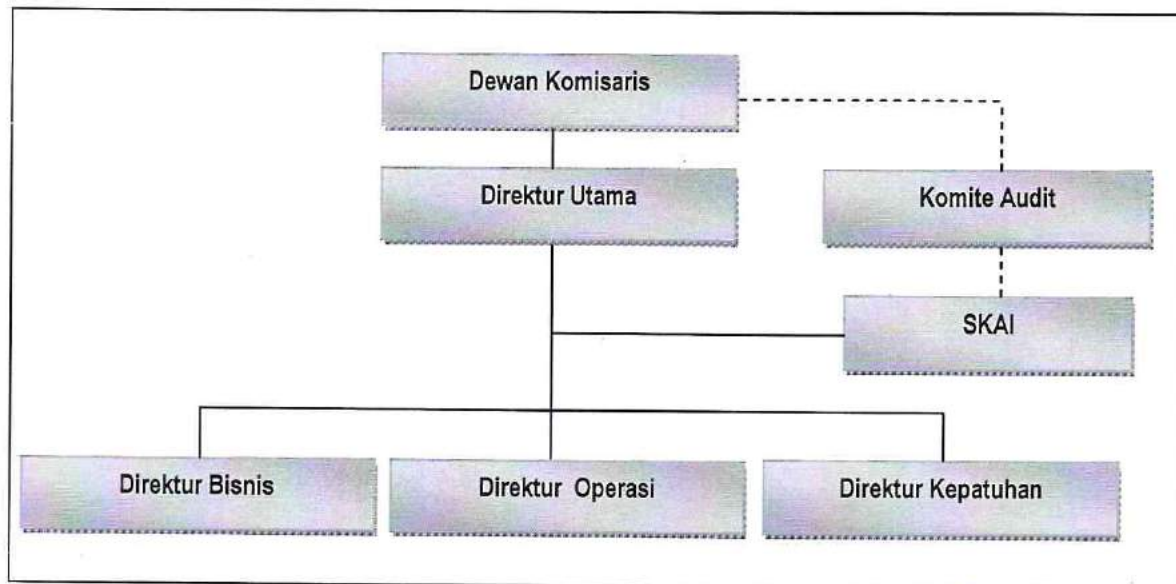 Dewan Komisaris
Direktur Utama
Komite Audit
SKAI
Direktur Bisnis
Direktur Operasi
Direktur Kepatuhan